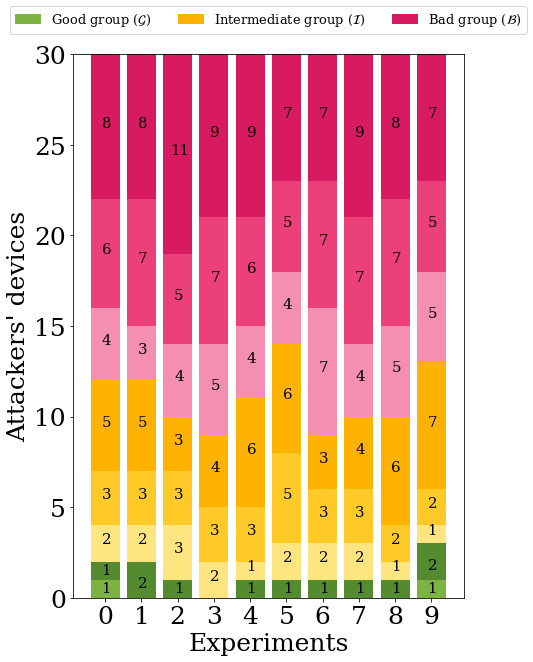 Good group (𝒢) Intermediate group (ℐ) Bad group (ℬ)
30
8 8 11 9 9 7 7 9 8 7
25
6 7 5 7 6 5 7 7 7 5
20
4 3 4 5 4 4 7 4 5 5
15
5 5 3 4 6 6 3 4 6 7
10
3 3 3 3 3 5 3 3 2 2
5
2 2 3 2 1 2 2 2 1 1
1 2 1 1 1 1 1 1 2
1 1
0
0 1 2 3 4 5 6 7 8 9
Attackers' devices
Experiments